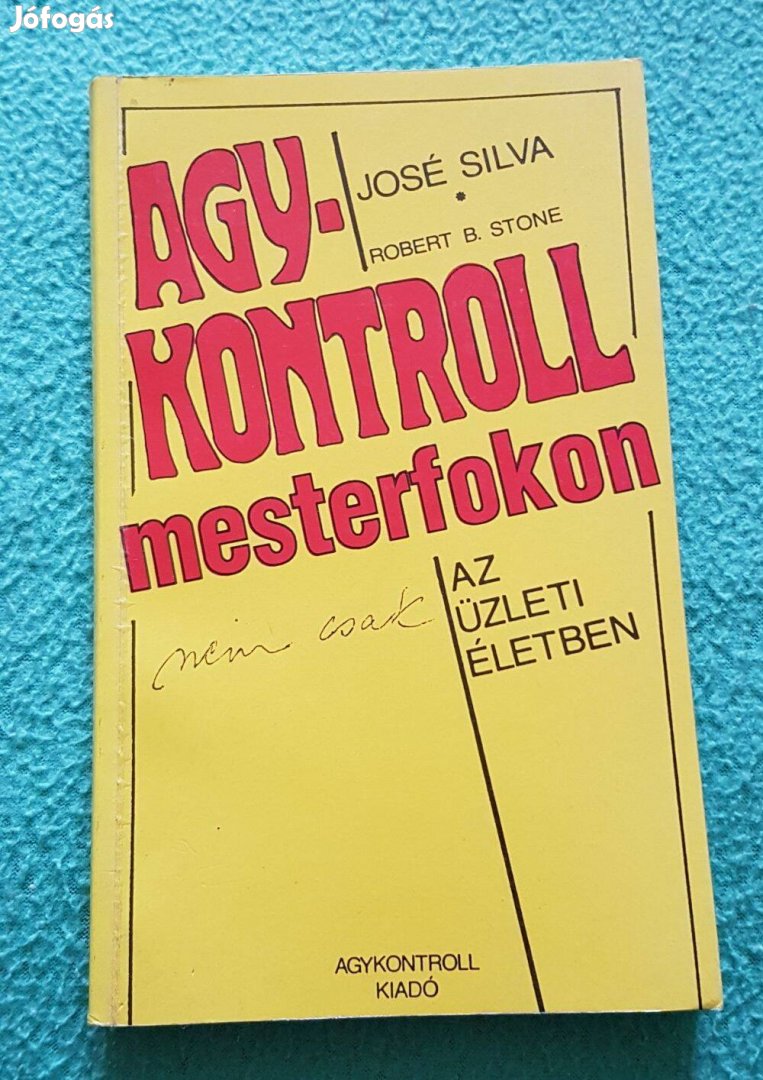 Jófogás
AGY-
JOSÉ SILVA
*
ROBERT B. STONE
KONTROLL
mesterfokon
nem csak
AZ
ÜZLETI
ÉLETBEN
AGYKONTROLL
KIADÓ